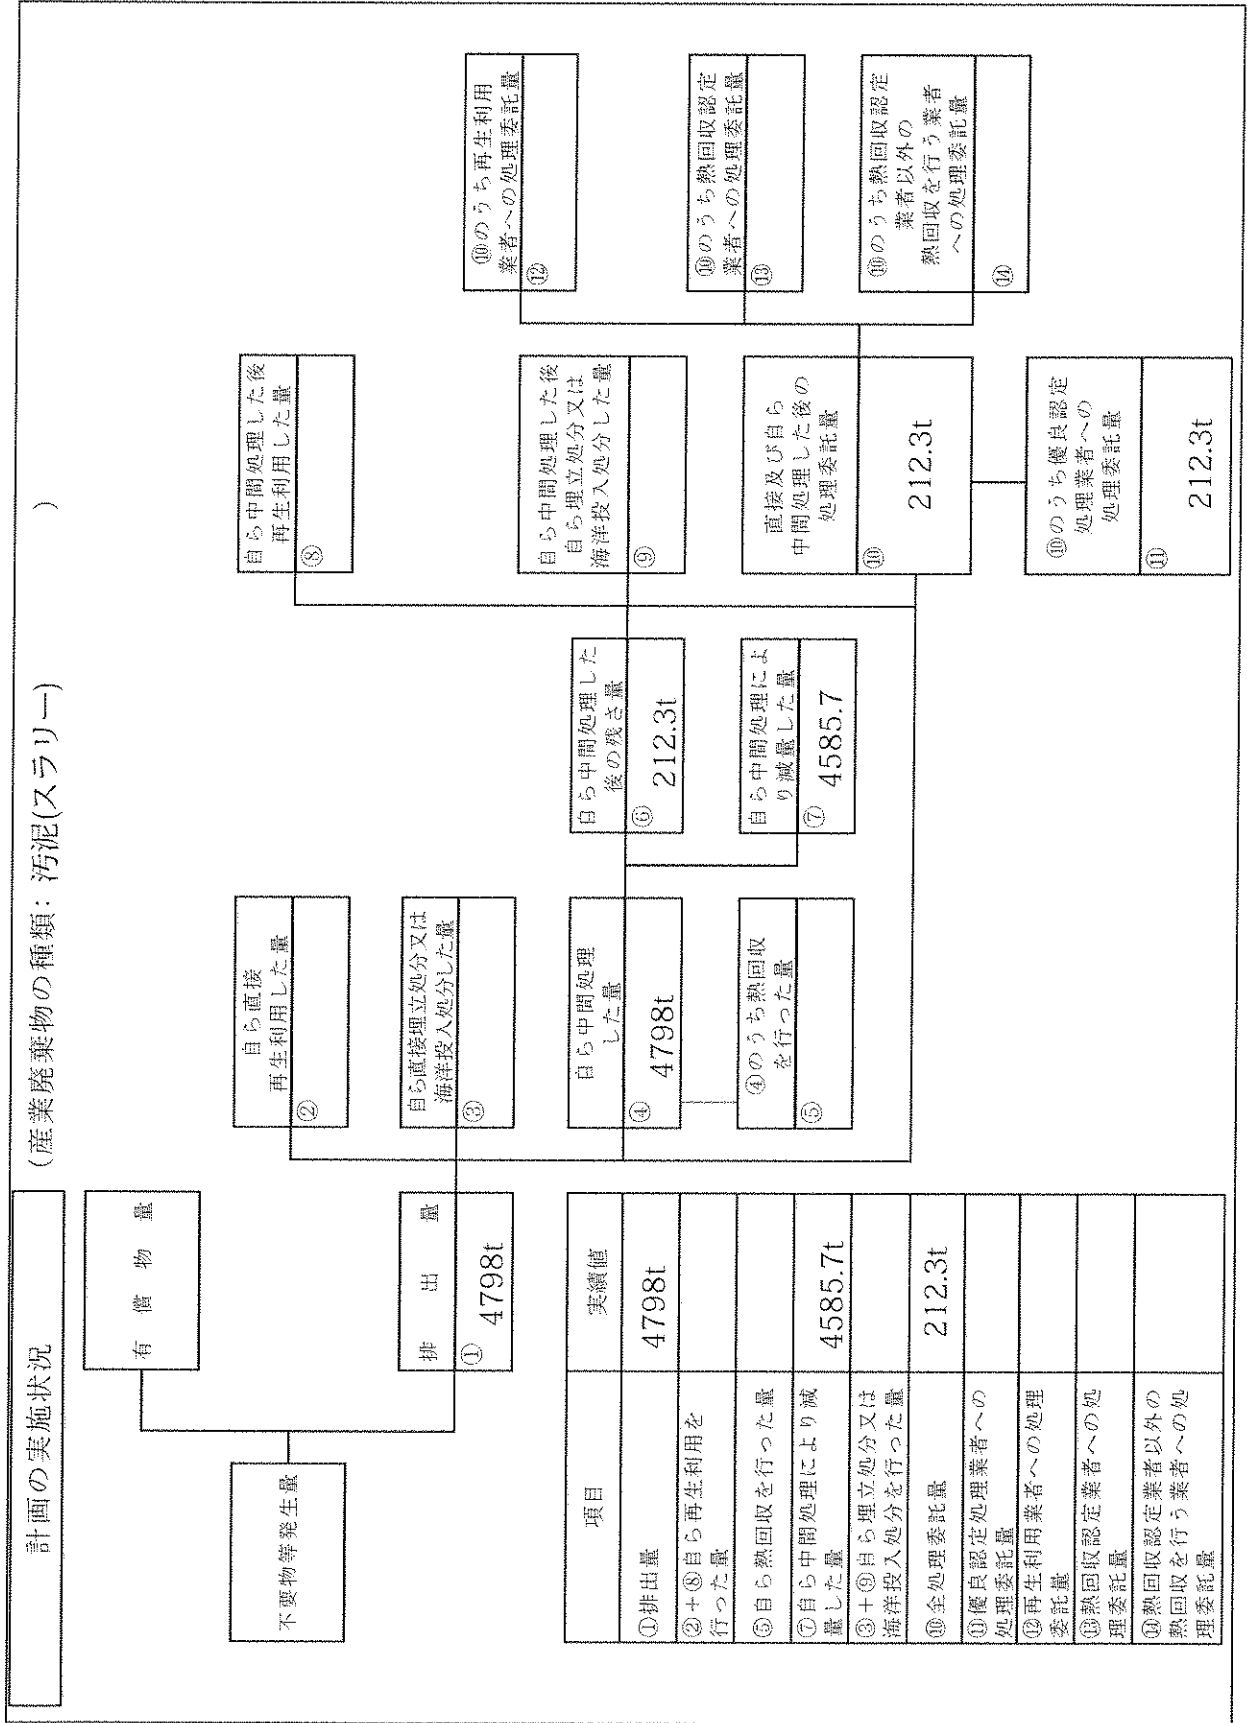 計画の実施状況
(産業廃棄物の種類: 汚泥(スラリー)
)
不要物等発生量
有償物量
排出量
①
4798t
自ら直接
再生利用した量
②
自ら直接埋立処分又は
海洋投入処分した量
③
自ら中間処理
した量
④
4798t
④のうち熱回収
を行った量
⑤
自ら中間処理した
後の残さ量
⑥
212.3t
自ら中間処理によ
り減量した量
⑦
4585.7
自ら中間処理した後
再生利用した量
⑧
自ら中間処理した後
自ら埋立処分又は
海洋投入処分した量
⑨
直接及び自ら
中間処理した後の
処理委託量
⑩
212.3t
⑩のうち優良認定
処理業者への
処理委託量
⑪
212.3t
⑩のうち再生利用
業者への処理委託量
⑫
⑩のうち熱回収認定
業者への処理委託量
⑬
⑩のうち熱回収認定
業者以外の
熱回収を行う業者
への処理委託量
⑭
項目
実績値
①排出量
4798t
②+⑧自ら再生利用を
行った量
⑤自ら熱回収を行った量
⑦自ら中間処理により減
量した量
4585.7t
③+⑨自ら埋立処分又は
海洋投入処分を行った量
⑩全処理委託量
212.3t
⑪優良認定処理業者への
処理委託量
⑫再生利用業者への処理
委託量
⑬熱回収認定業者への処
理委託量
⑭熱回収認定業者以外の
熱回収を行う業者への処
理委託量